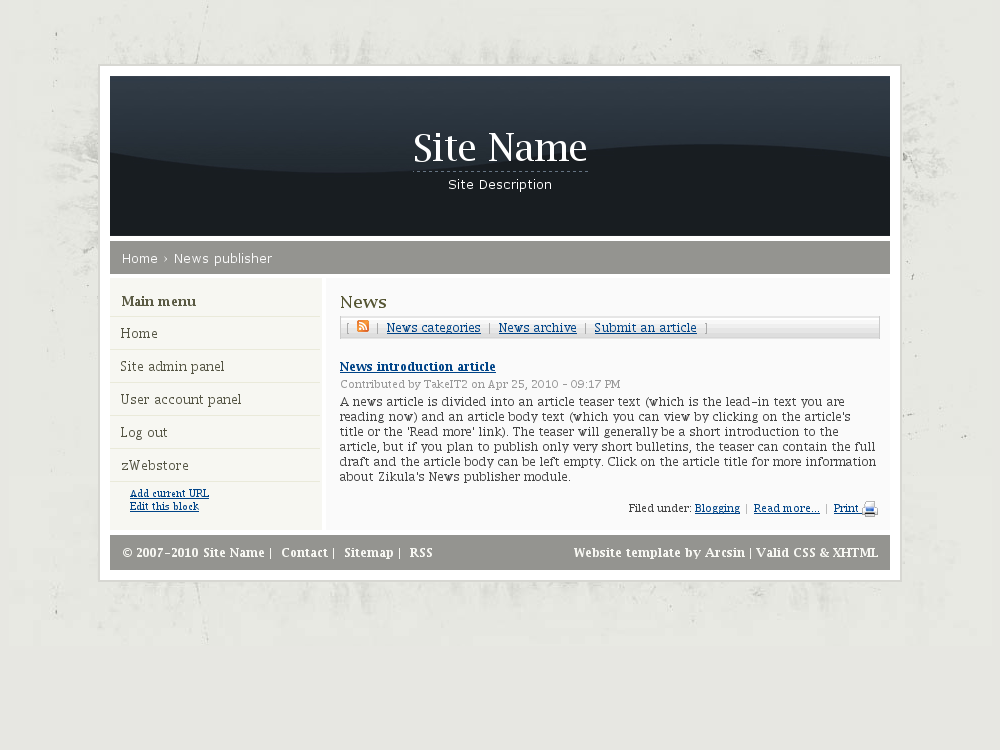 Site Name
Site Description
Home › News publisher
Main menu
Home
Site admin panel
User account panel
Log out
zWebstore
Add current URL
Edit this block
News
[ | News categories | News archive | Submit an article ]
News introduction article
Contributed by TakeIT2 on Apr 25, 2010 - 09:17 PM
A news article is divided into an article teaser text (which is the lead-in text you are
reading now) and an article body text (which you can view by clicking on the article's
title or the 'Read more' link). The teaser will generally be a short introduction to the
article, but if you plan to publish only very short bulletins, the teaser can contain the full
draft and the article body can be left empty. Click on the article title for more information
about Zikula's News publisher module.
Filed under: Blogging | Read more... | Print
© 2007-2010 Site Name | Contact | Sitemap | RSS
Website template by Arcsin | Valid CSS & XHTML